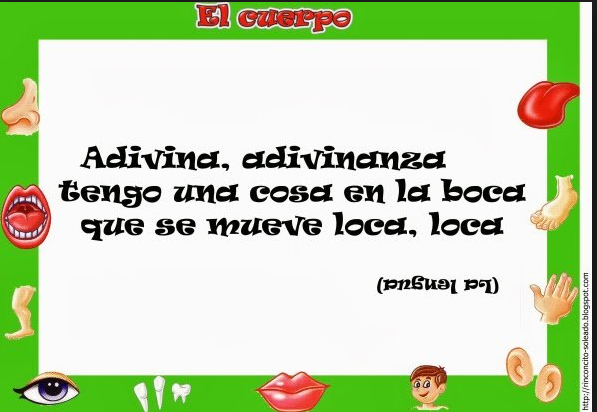 El cuerpo
Adivina, adivinanza
tengo una cosa en la boca
que se mueve loca, loca
(La lengua)
http://rinconcito-soleado.blogspot.com